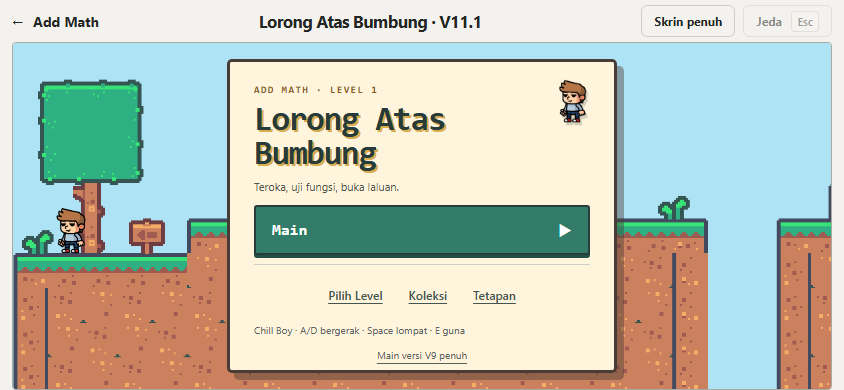 ← Add Math
Lorong Atas Bumbung · V11.1
Skrin penuh
Jeda Esc
ADD MATH · LEVEL 1
Lorong Atas
Bumbung
Teroka, uji fungsi, buka laluan.
Main
Pilih Level Koleksi Tetapan
Chill Boy · A/D bergerak · Space lompat · E guna
Main versi V9 penuh